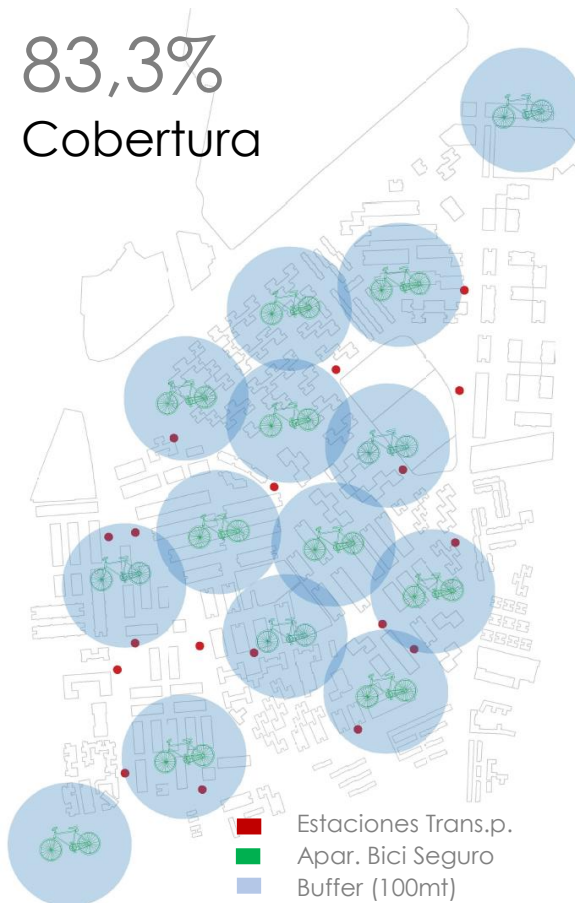 83,3%
Cobertura
Estaciones Trans.p.
Apar. Bici Seguro
Buffer (100mt)